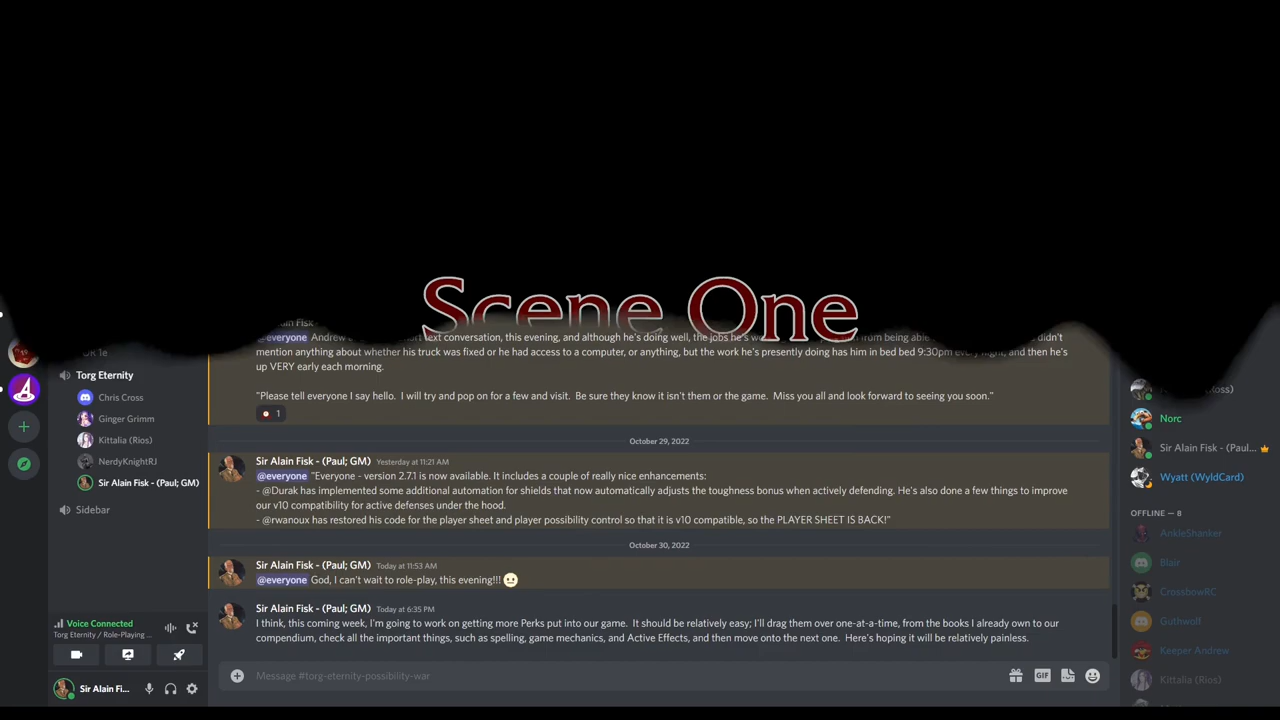 Scene One
@everyone Andrew
text conversation, this evening, and although he's doing well, the jobs he's
from being able
didn't
mention anything about whether his truck was fixed or he had access to a computer, or anything, but the work he's presently doing has him in bed bed 9:30pm every night, and then he's
up VERY early each morning.
"Please tell everyone I say hello. I will try and pop on for a few and visit. Be sure they know it isn't them or the game. Miss you all and look forward to seeing you soon."
1
October 29, 2022
Sir Alain Fisk - (Paul; GM) Yesterday at 11:21 AM
@everyone "Everyone - version 2.7.1 is now available. It includes a couple of really nice enhancements:
- @Durak has implemented some additional automation for shields that now automatically adjusts the toughness bonus when actively defending. He's also done a few things to improve
our v10 compatibility for active defenses under the hood.
- @rwanoux has restored his code for the player sheet and player possibility control so that it is v10 compatible, so the PLAYER SHEET IS BACK!"
October 30, 2022
Sir Alain Fisk - (Paul; GM) Today at 11:53 AM
@everyone God, I can't wait to role-play, this evening!!! 😐
Sir Alain Fisk - (Paul; GM) Today at 6:35 PM
I think, this coming week, I'm going to work on getting more Perks put into our game. It should be relatively easy; I'll drag them over one-at-a-time, from the books I already own to our
compendium, check all the important things, such as spelling, game mechanics, and Active Effects, and then move onto the next one. Here's hoping it will be relatively painless.
Message #torg-eternity-possibility-war
GIF
1e
Torg Eternity
Chris Cross
Ginger Grimm
Kittalia (Rios)
NerdyKnightRJ
Sir Alain Fisk - (Paul; GM)
Sidebar
Voice Connected
Torg Eternity / Role-Playing ...
Sir Alain Fi...
Norc
Sir Alain Fisk - (Paul...
Wyatt (WyldCard)
OFFLINE — 8
AnkleShanker
Blair
CrossbowRC
Guthwolf
Keeper Andrew
Kittalia (Rios)